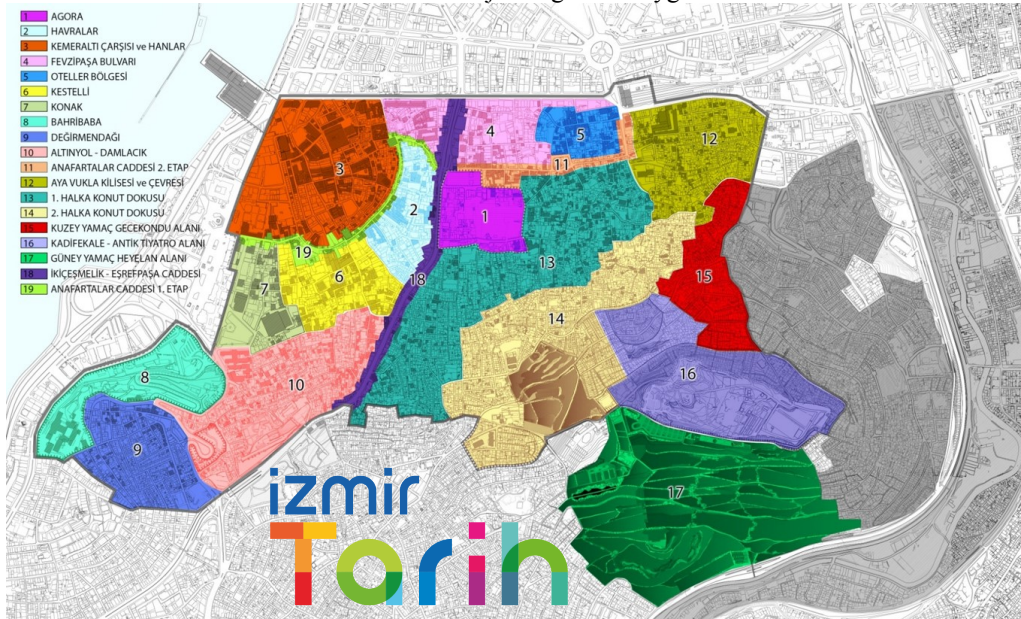 1 AGORA
2 HAVRALAR
3 KEMERALTI ÇARŞISI ve HANLAR
4 FEVZİPAŞA BULVARI
5 OTELLER BÖLGESİ
6 KESTELLİ
7 KONAK
8 BAHRİBABA
9 DEĞİRMENDAĞI
10 ALTINYOL - DAMLACIK
11 ANAFARTALAR CADDESİ 2. ETAP
12 AYA VUKLA KİLİSESİ ve ÇEVRESİ
13 1. HALKA KONUT DOKUSU
14 2. HALKA KONUT DOKUSU
15 KUZEY YAMAÇ GECEKONDU ALANI
16 KADİFEKALE - ANTİK TİYATRO ALANI
17 GÜNEY YAMAÇ HEYELAN ALANI
18 İKİÇEŞMELİK - EŞREFPAŞA CADDESİ
19 ANAFARTALAR CADDESİ 1. ETAP
4
5
12
11
3
2
1
19
13
18
6
15
7
14
16
10
8
9
17
izmir
Tarih